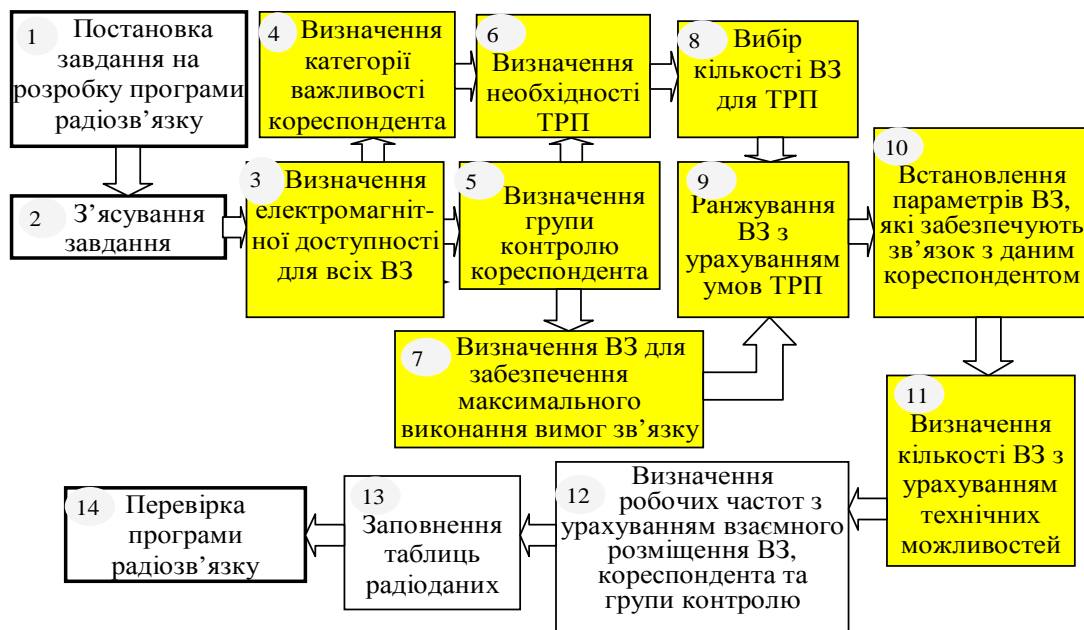 1 Постановка
завдання на
розробку програми
радіозв’язку
2 З’ясування
завдання
3 Визначення
електромагніт-
ної доступності
для всіх ВЗ
4 Визначення
категорії
важливості
кореспондента
5
Визначення
групи
контролю
кореспондента
6
Визначення
необхідності
ТРП
7 Визначення ВЗ для
забезпечення
максимального
виконання вимог зв’язку
8 Вибір
кількості ВЗ
для ТРП
9
Ранжування
ВЗ з
урахуванням
умов ТРП
10
Встановлення
параметрів ВЗ,
які забезпечують
зв’язок з даним
кореспондентом
11
Визначення
кількості ВЗ з
урахуванням
технічних
можливостей
12 Визначення
робочих частот з
урахуванням взаємного
розміщення ВЗ,
кореспондента та
групи контролю
13
Заповнення
таблиць
радіоданих
14 Перевірка
програми
радіозв’язку